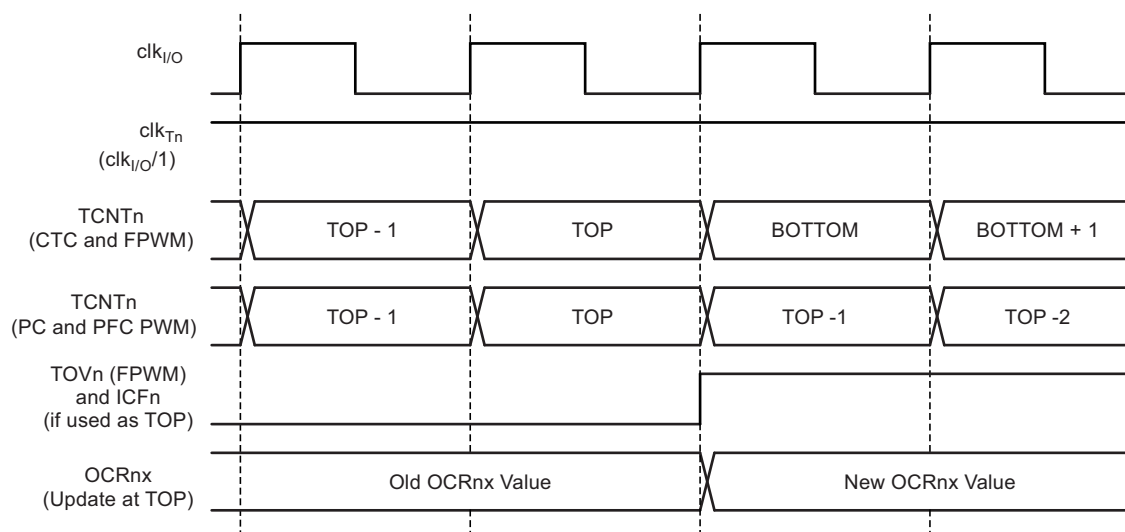 clkI/O
clkTn
(clkI/O/1)
TCNTn
(CTC and FPWM)
TOP - 1
TOP
BOTTOM
BOTTOM + 1
TCNTn
(PC and PFC PWM)
TOP - 1
TOP
TOP -1
TOP -2
TOVn (FPWM)
and ICFn
(if used as TOP)
OCRnx
(Update at TOP)
Old OCRnx Value
New OCRnx Value